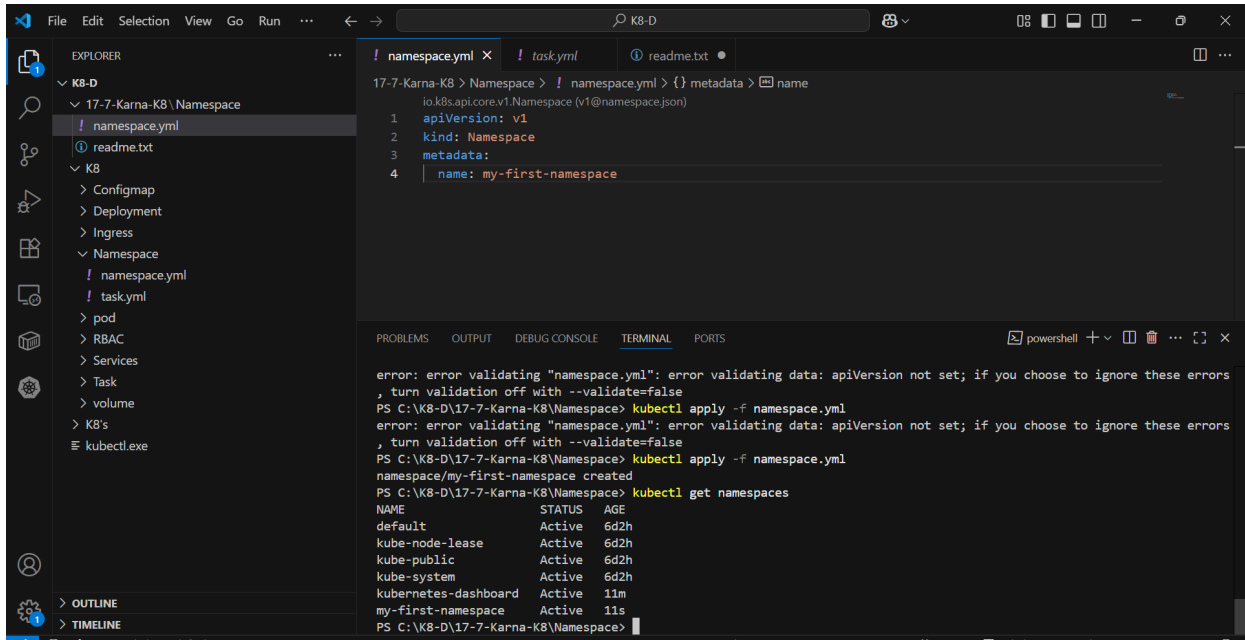 File Edit Selection View Go Run ··· K8-D
EXPLORER ···
K8-D
17-7-Karna-K8\Namespace
! namespace.yml
readme.txt
K8
Configmap
Deployment
Ingress
Namespace
! namespace.yml
! task.yml
pod
RBAC
Services
Task
volume
K8's
kubectl.exe
OUTLINE
TIMELINE
1
1
! namespace.yml ! task.yml readme.txt
17-7-Karna-K8 > Namespace > ! namespace.yml > {} metadata > abc name
io.k8s.api.core.v1.Namespace (v1@namespace.json)
1 apiVersion: v1
2 kind: Namespace
3 metadata:
4 name: my-first-namespace
PROBLEMS OUTPUT DEBUG CONSOLE TERMINAL PORTS powershell
error: error validating "namespace.yml": error validating data: apiVersion not set; if you choose to ignore these errors
, turn validation off with --validate=false
PS C:\K8-D\17-7-Karna-K8\Namespace> kubectl apply -f namespace.yml
error: error validating "namespace.yml": error validating data: apiVersion not set; if you choose to ignore these errors
, turn validation off with --validate=false
PS C:\K8-D\17-7-Karna-K8\Namespace> kubectl apply -f namespace.yml
namespace/my-first-namespace created
PS C:\K8-D\17-7-Karna-K8\Namespace> kubectl get namespaces
NAME STATUS AGE
default Active 6d2h
kube-node-lease Active 6d2h
kube-public Active 6d2h
kube-system Active 6d2h
kubernetes-dashboard Active 11m
my-first-namespace Active 11s
PS C:\K8-D\17-7-Karna-K8\Namespace>